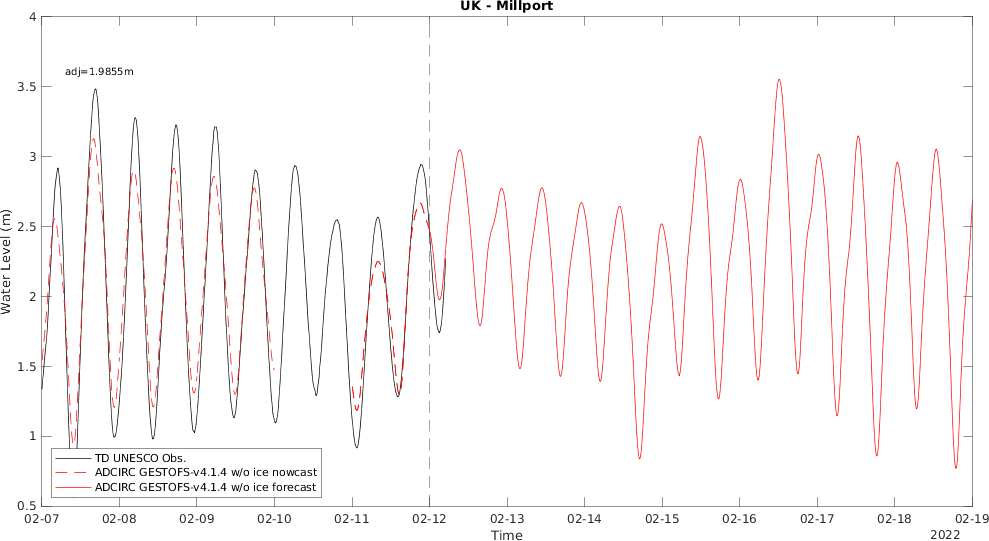 UK - Millport
4
3.5
3
2.5
2
1.5
1
0.5
Water Level (m)
adj=1.9855m
TD UNESCO Obs.
ADCIRC GESTOFS-v4.1.4 w/o ice nowcast
ADCIRC GESTOFS-v4.1.4 w/o ice forecast
02-07 02-08 02-09 02-10 02-11 02-12 02-13 02-14 02-15 02-16 02-17 02-18 02-19
Time
2022